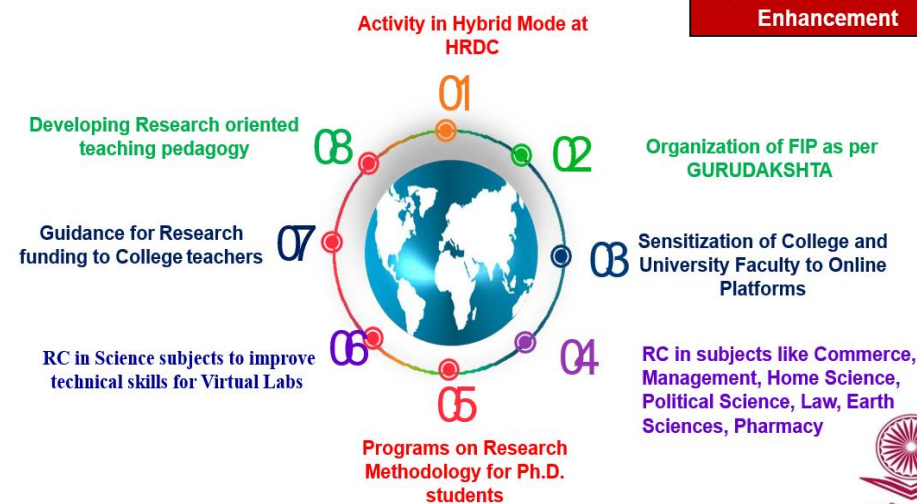 Enhancement
Activity in Hybrid Mode at
HRDC
01
02
Organization of FIP as per
GURUDAKSHTA
03
Sensitization of College and
University Faculty to Online
Platforms
04
RC in subjects like Commerce,
Management, Home Science,
Political Science, Law, Earth
Sciences, Pharmacy
05
Programs on Research
Methodology for Ph.D.
students
06
RC in Science subjects to improve
technical skills for Virtual Labs
07
Guidance for Research
funding to College teachers
08
Developing Research oriented
teaching pedagogy